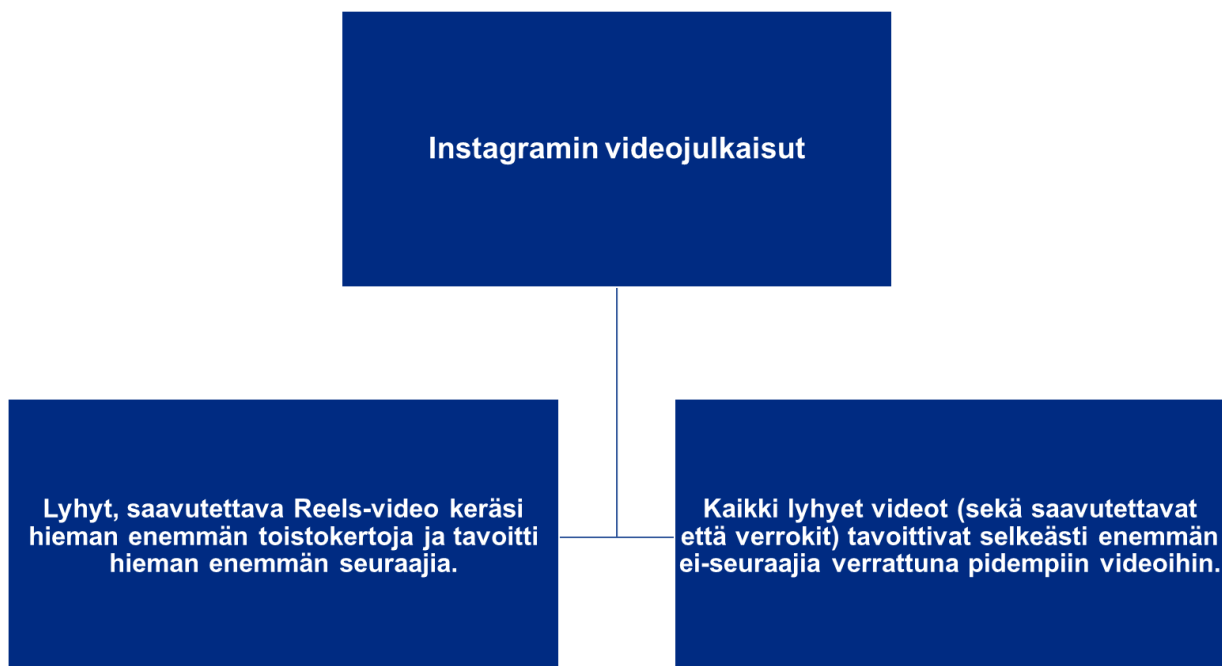 Instagramin videojulkaisut
Lyhyt, saavutettava Reels-video keräsi
hieman enemmän toistokertoja ja tavoitti
hieman enemmän seuraajia.
Kaikki lyhyet videot (sekä saavutettavat
että verrokit) tavoittivat selkeästi enemmän
ei-seuraajia verrattuna pidempiin videoihin.